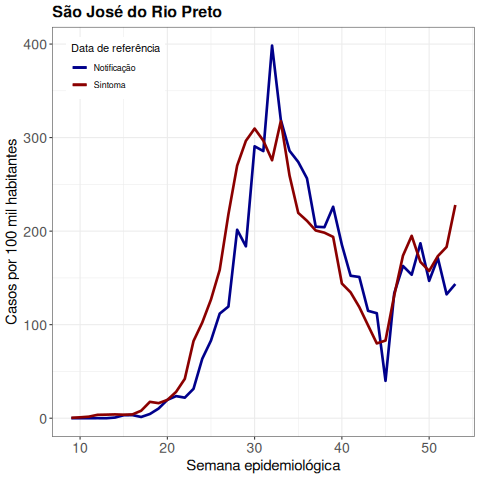 São José do Rio Preto
Data de referência
Notificação
Sintoma
Casos por 100 mil habitantes
400
300
200
100
0
10 20 30 40 50
Semana epidemiológica